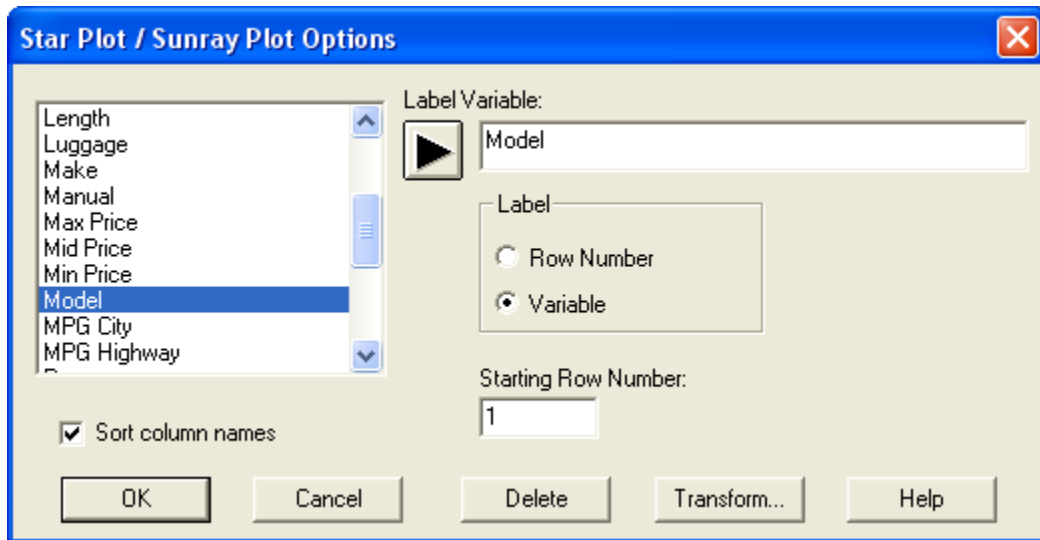 Star Plot / Sunray Plot Options
Length
Luggage
Make
Manual
Max Price
Mid Price
Min Price
Model
MPG City
MPG Highway
Sort column names
Label Variable:
Model
Label
Row Number
Variable
Starting Row Number:
1
OK
Cancel
Delete
Transform...
Help